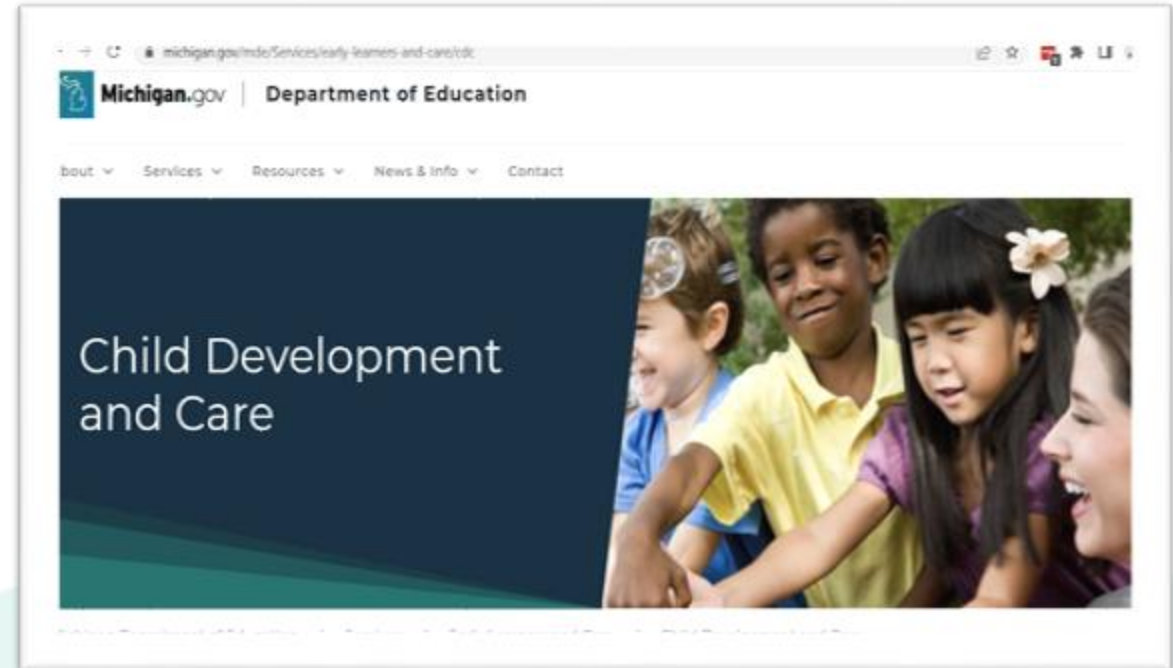 michigan.gov/mde/Services/early-learners-and-care/cdc
Michigan.gov | Department of Education
bout Services Resources News & Info Contact
Child Development
and Care